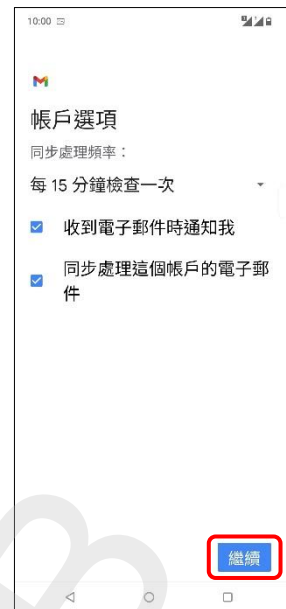 10:00
帳戶選項
同步處理頻率：
每 15 分鐘檢查一次
收到電子郵件時通知我
同步處理這個帳戶的電子郵
件
繼續